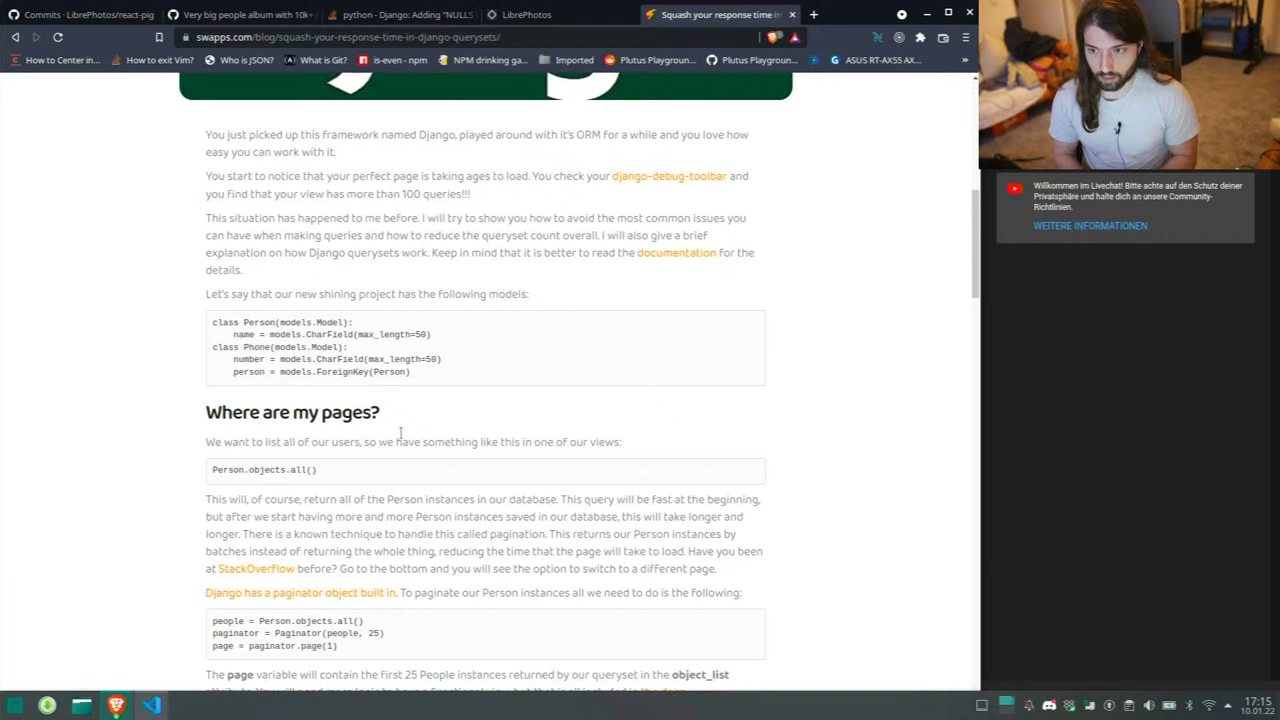 Commits · LibrePhotos/react-pig
Very big people album with 10k+
python - Django: Adding "NULLS
LibrePhotos
Squash your response time in
swapps.com/blog/squash-your-response-time-in-django-querysets/
How to Center in...
How to exit Vim?
Who is JSON?
What is Git?
is-even - npm
NPM drinking ga...
Imported
Plutus Playgroun...
Plutus Playgroun...
ASUS RT-AX55 AX...
You just picked up this framework named Django, played around with it's ORM for a while and you love how
easy you can work with it.
You start to notice that your perfect page is taking ages to load. You check your django-debug-toolbar and
you find that your view has more than 100 queries!!!
This situation has happened to me before. I will try to show you how to avoid the most common issues you
can have when making queries and how to reduce the queryset count overall. I will also give a brief
explanation on how Django querysets work. Keep in mind that it is better to read the documentation for the
details.
Let's say that our new shining project has the following models:
class Person(models.Model):
name = models.CharField(max_length=50)
class Phone(models.Model):
number = models.CharField(max_length=50)
person = models.ForeignKey(Person)
Where are my pages?
We want to list all of our users, so we have something like this in one of our views:
Person.objects.all()
This will, of course, return all of the Person instances in our database. This query will be fast at the beginning,
but after we start having more and more Person instances saved in our database, this will take longer and
longer. There is a known technique to handle this called pagination. This returns our Person instances by
batches instead of returning the whole thing, reducing the time that the page will take to load. Have you been
at StackOverflow before? Go to the bottom and you will see the option to switch to a different page.
Django has a paginator object built in. To paginate our Person instances all we need to do is the following:
people = Person.objects.all()
paginator = Paginator(people, 25)
page = paginator.page(1)
The page variable will contain the first 25 People instances returned by our queryset in the object_list
Willkommen im Livechat! Bitte achte auf den Schutz deiner
Privatsphäre und halte dich an unsere Community-
Richtlinien.
WEITERE INFORMATIONEN
17:15
10.01.22